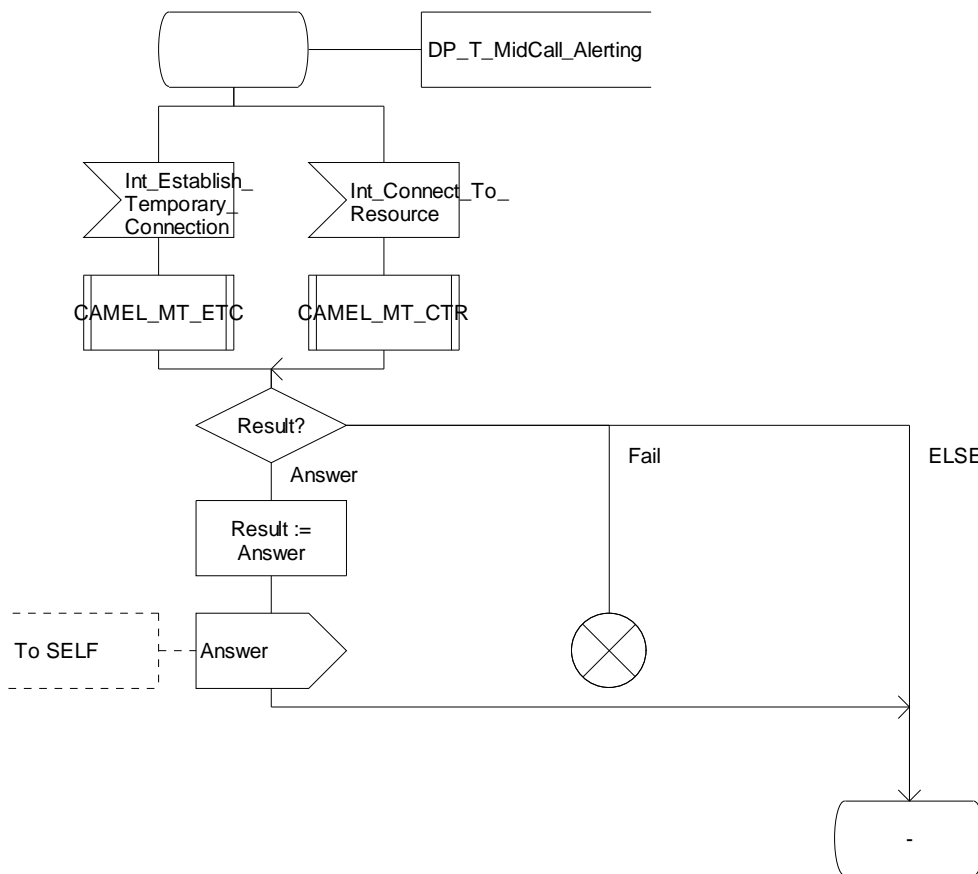 DP_T_MidCall_Alerting
Int_Establish_
Temporary_
Connection
Int_Connect_To_
Resource
CAMEL_MT_ETC
CAMEL_MT_CTR
Result?
Fail
ELSE
Answer
Result :=
Answer
To SELF
Answer
-